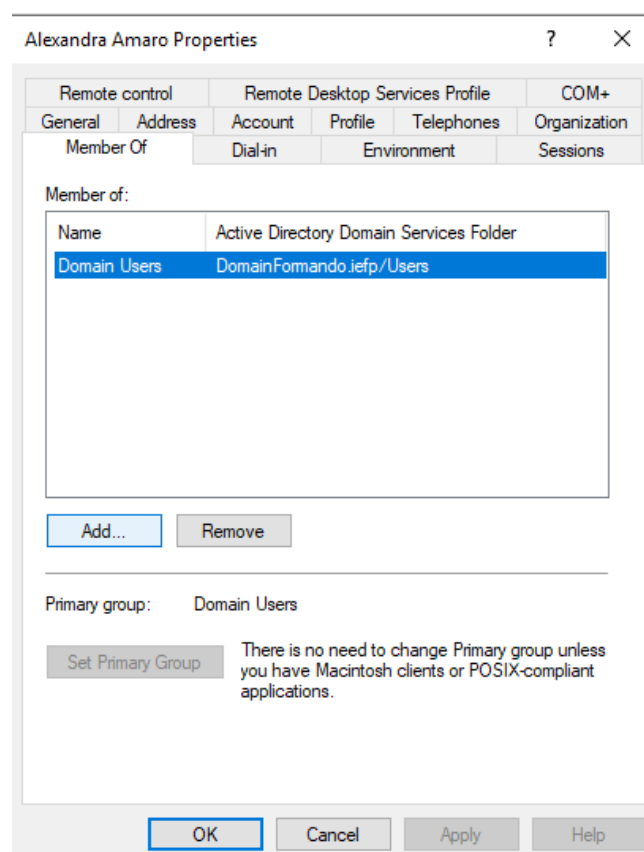 Alexandra Amaro Properties ? X
Remote control Remote Desktop Services Profile COM+
General Address Account Profile Telephones Organization
Member Of Dial-in Environment Sessions
Member of:
Name Active Directory Domain Services Folder
Domain Users DomainFormando.iefp/Users
Add... Remove
Primary group: Domain Users
Set Primary Group There is no need to change Primary group unless
you have Macintosh clients or POSIX-compliant
applications.
OK Cancel Apply Help